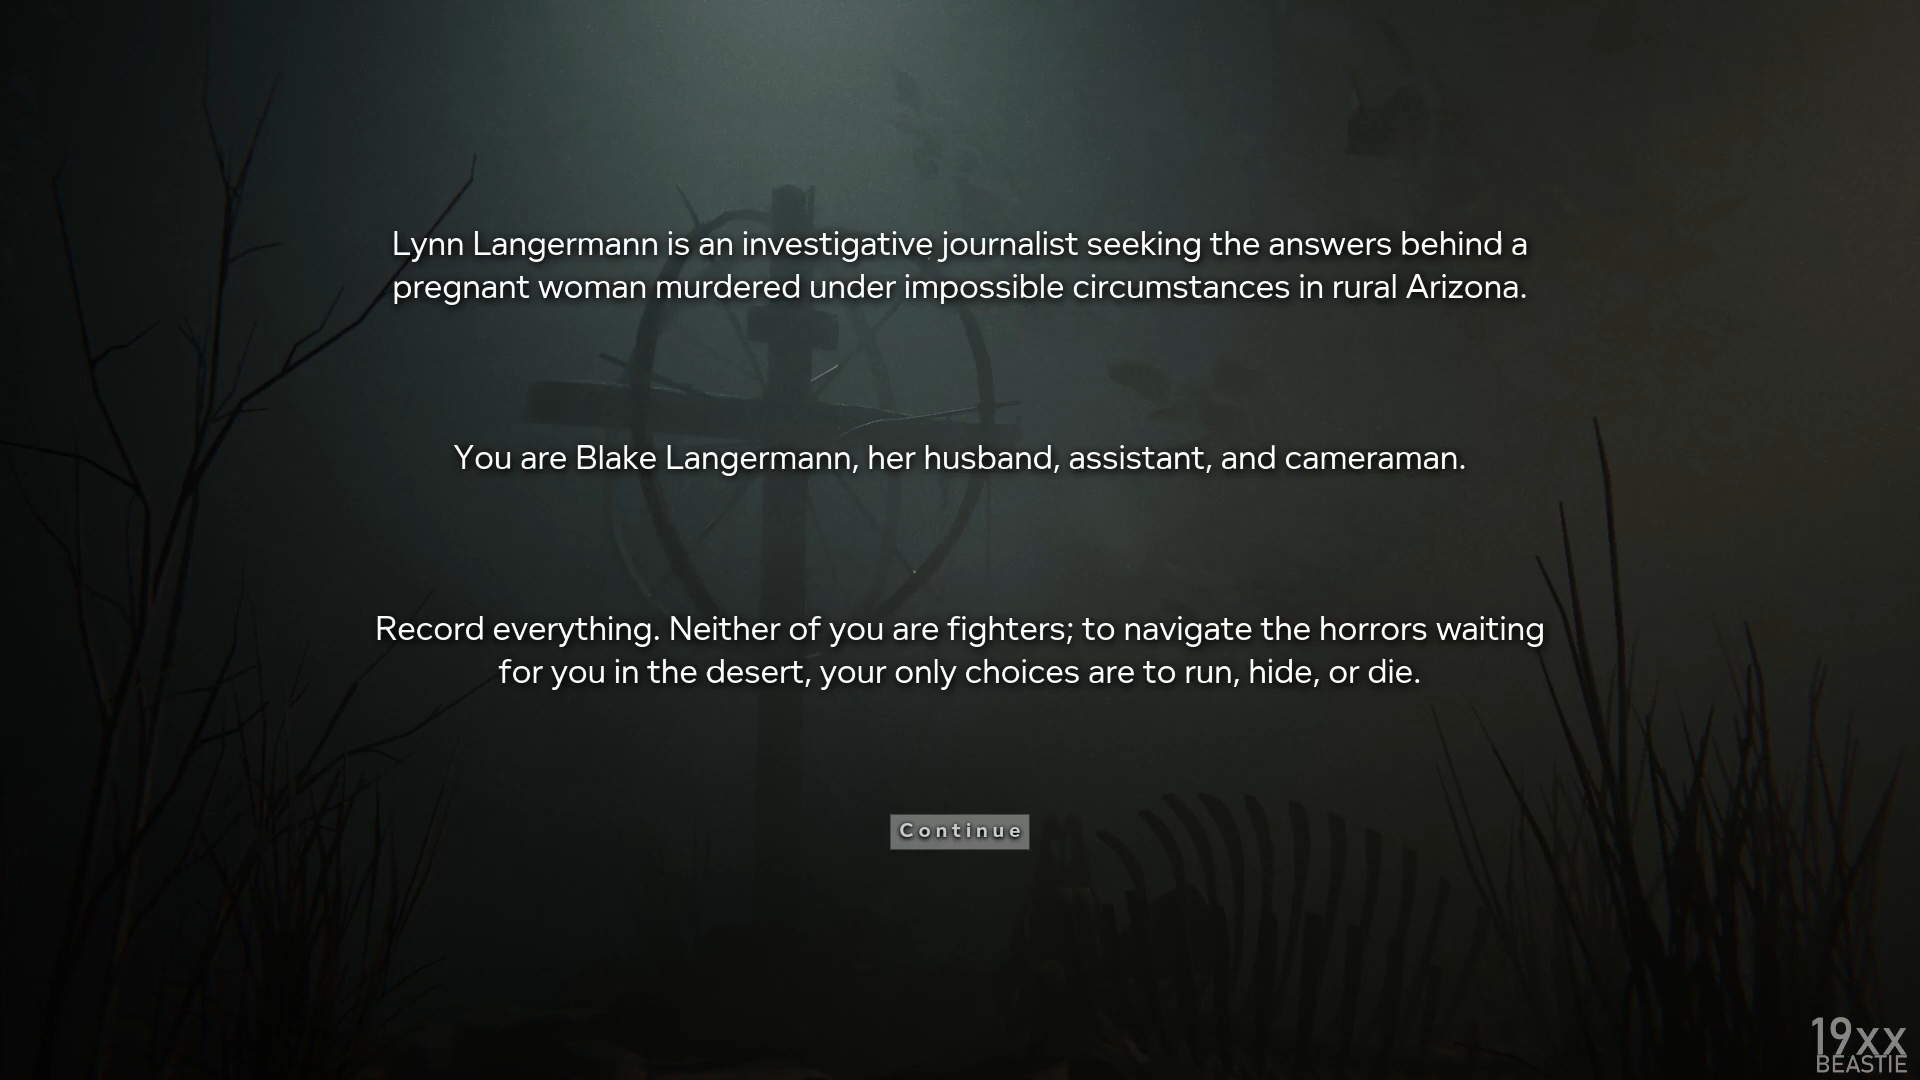 Lynn Langermann is an investigative journalist seeking the answers behind a
pregnant woman murdered under impossible circumstances in rural Arizona.
You are Blake Langermann, her husband, assistant, and cameraman.
Record everything. Neither of you are fighters; to navigate the horrors waiting
for you in the desert, your only choices are to run, hide, or die.
Continue
19xx
BEASTIE